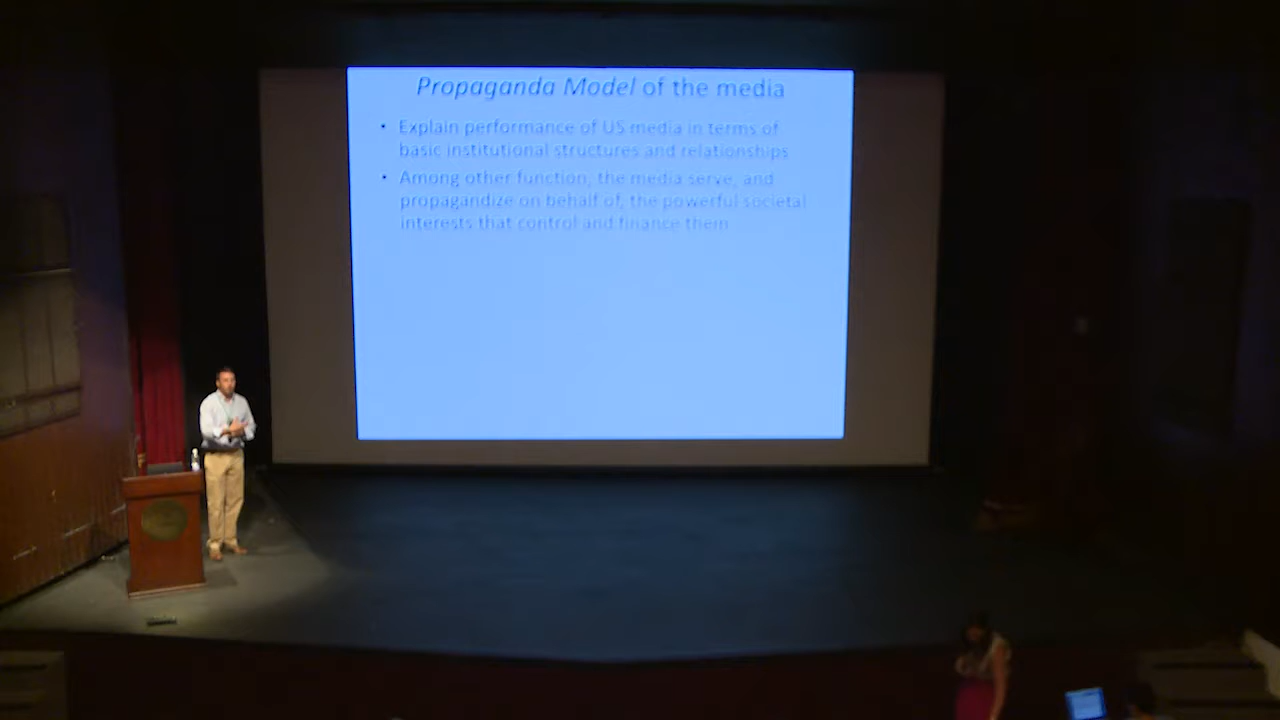 Propaganda Model of the media
• Explain performance of US media in terms of
basic institutional structures and relationships
• Among other function, the media serve, and
propagandize on behalf of, the powerful societal
interests that control and finance them